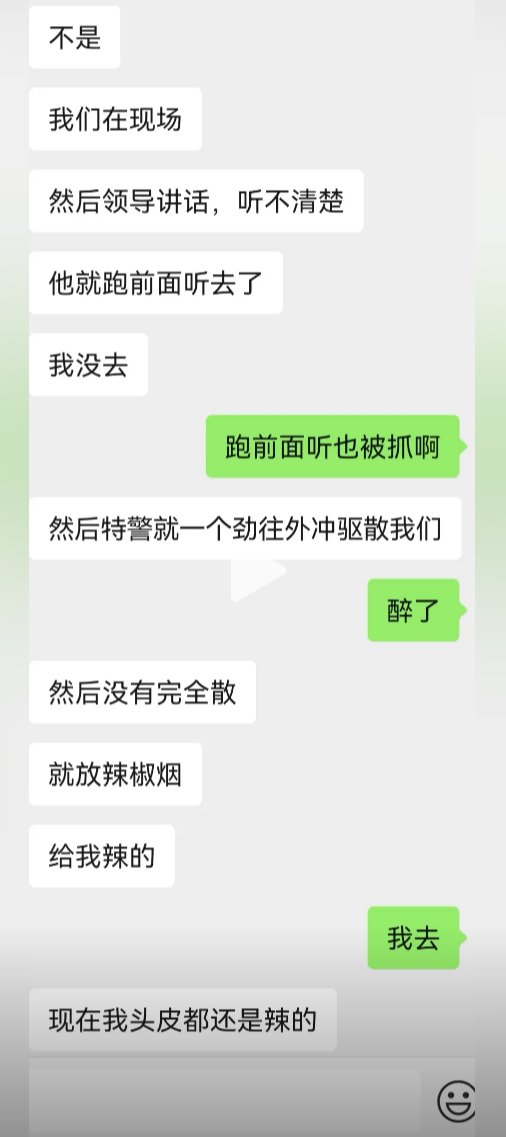 不是
我们在现场
然后领导讲话，听不清楚
他就跑前面听去了
我没去
跑前面听也被抓啊
然后特警就一个劲往外冲驱散我们
醉了
然后没有完全散
就放辣椒烟
给我辣的
我去
现在我头皮都还是辣的